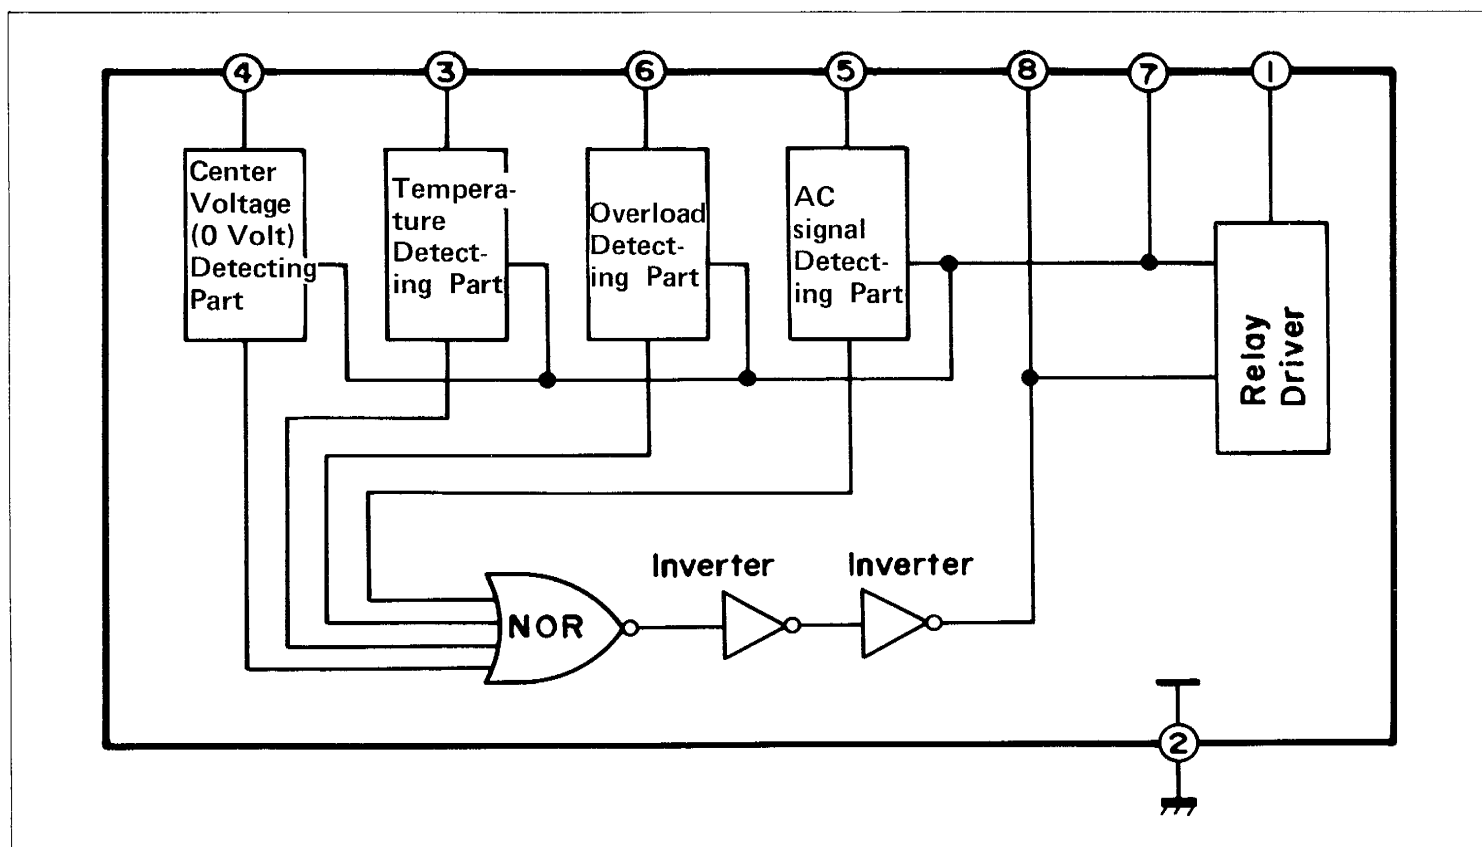 4 3 6 5 8 7 1
Center
Voltage
(0 Volt)
Detecting
Part
Tempera-
ture
Detect-
ing Part
Overload
Detect-
ing Part
AC
signal
Detect-
ing Part
Relay
Driver
Inverter
Inverter
NOR
2